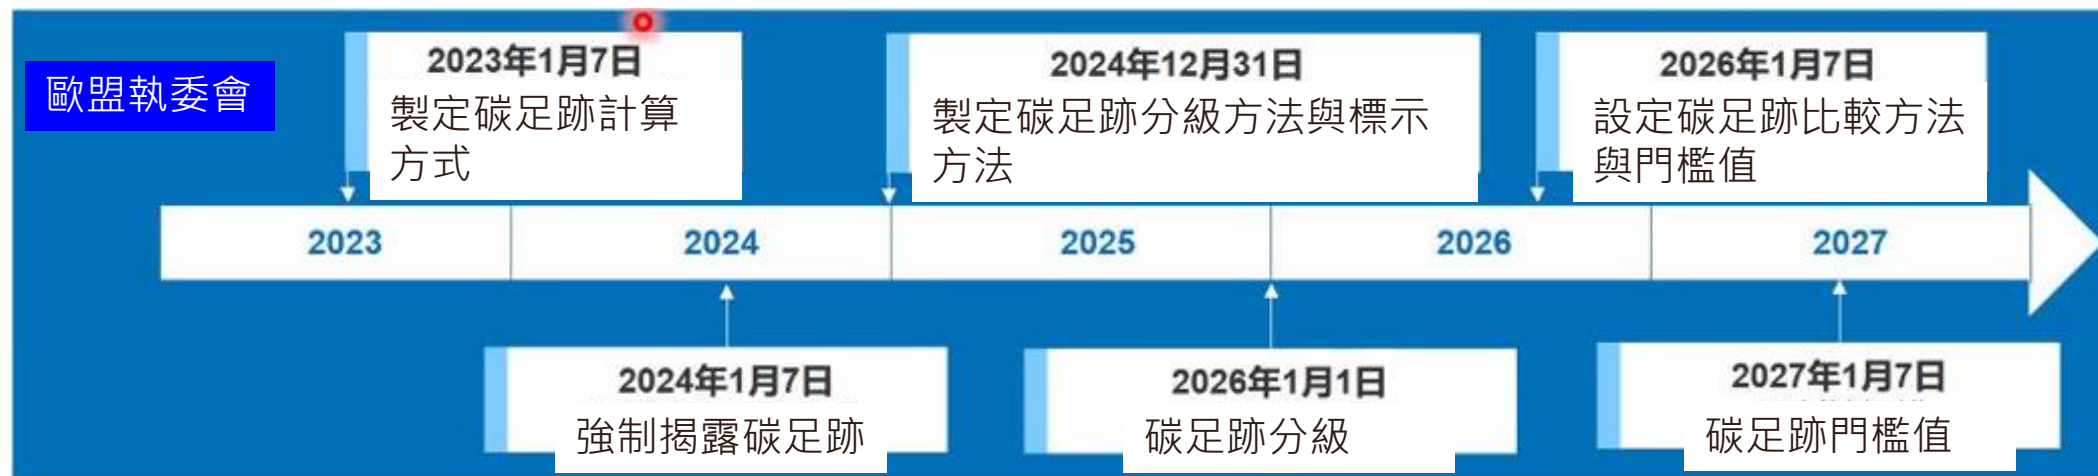 歐盟執委會
2023年1月7日
製定碳足跡計算
方式
2024年12月31日
製定碳足跡分級方法與標示
方法
2026年1月7日
設定碳足跡比較方法
與門檻值
2023
2024
2025
2026
2027
2024年1月7日
強制揭露碳足跡
2026年1月1日
碳足跡分級
2027年1月7日
碳足跡門檻值